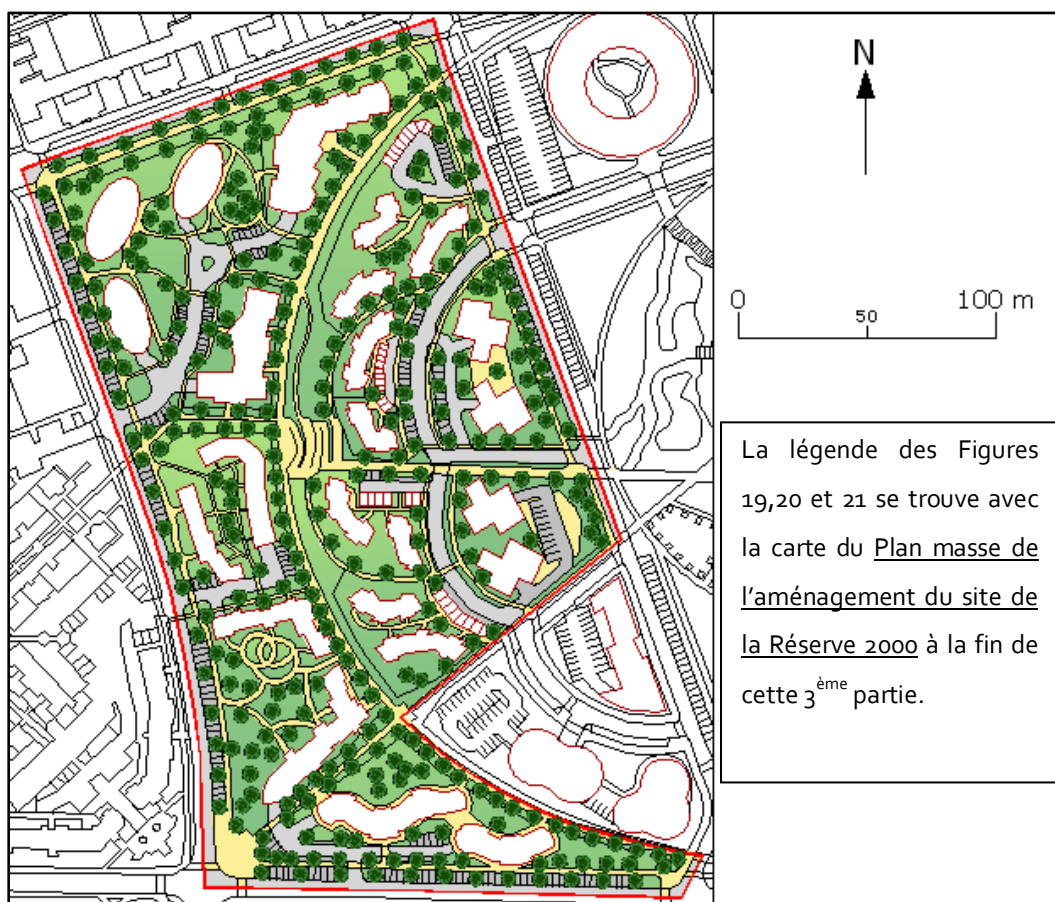 N
0 50 100 m
La légende des Figures
19,20 et 21 se trouve avec
la carte du Plan masse de
l'aménagement du site de
la Réserve 2000 à la fin de
cette 3ème partie.